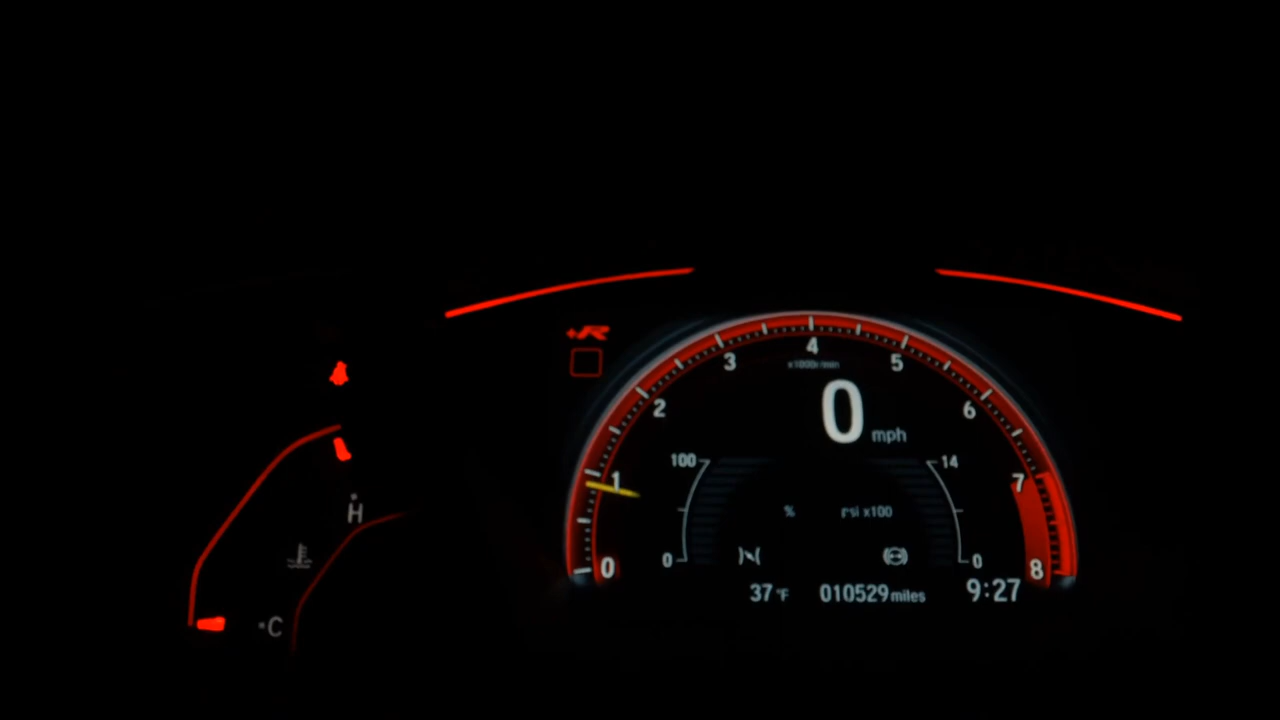 +R
4
3 5
x1000r/min
2 6
0 mph
100 14
1 7
H
% psi x100
0 0
0 8
37°F 010529 miles 9:27
C